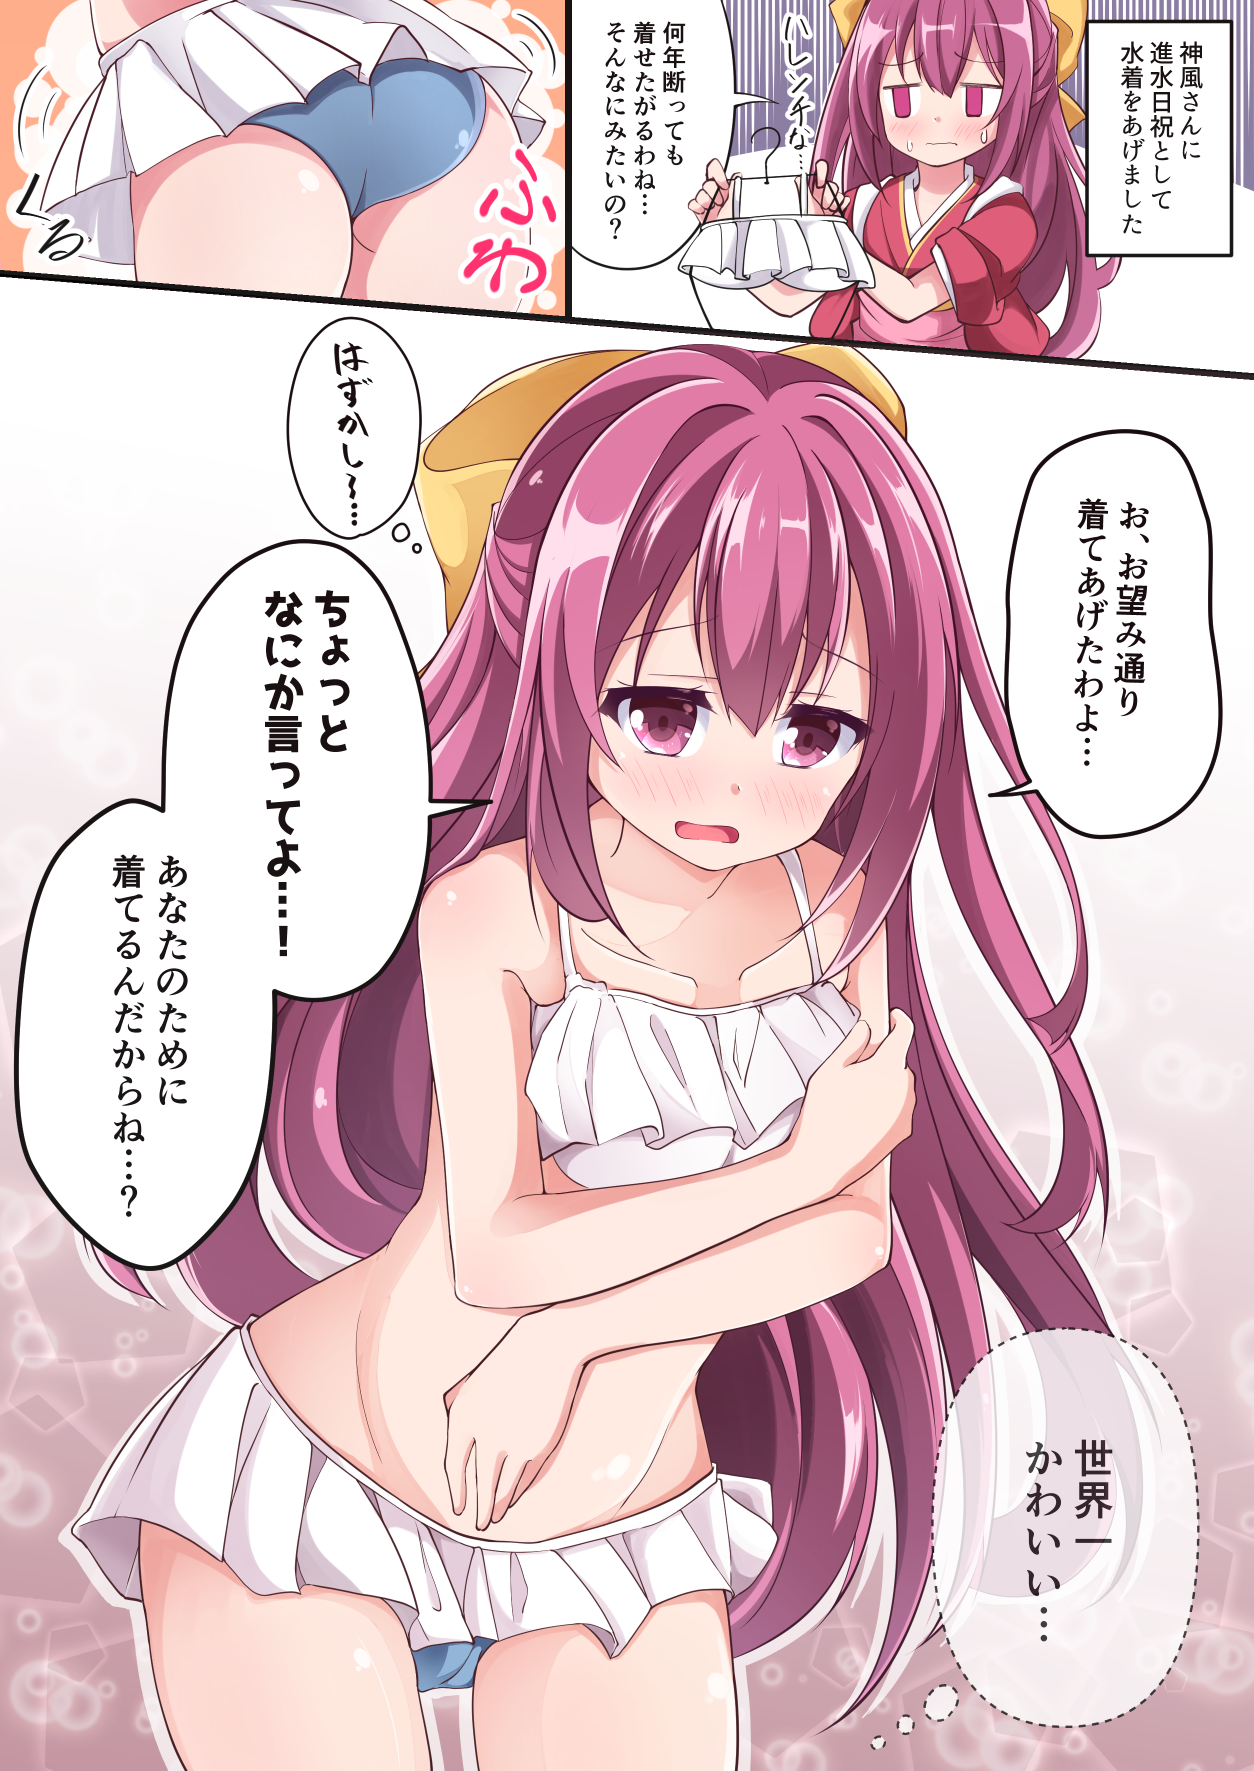 神風さんに
進水日祝として
水着をあげました
ハレンチな…
何年断っても
着せたがるわね…
そんなにみたいの？
ふわ
くる
お、お望み通り
着てあげたわよ…
はずかし～…
ちょっと
なにか言ってよ…！
あなたのために
着てるんだからね…？
世界一
かわいい…